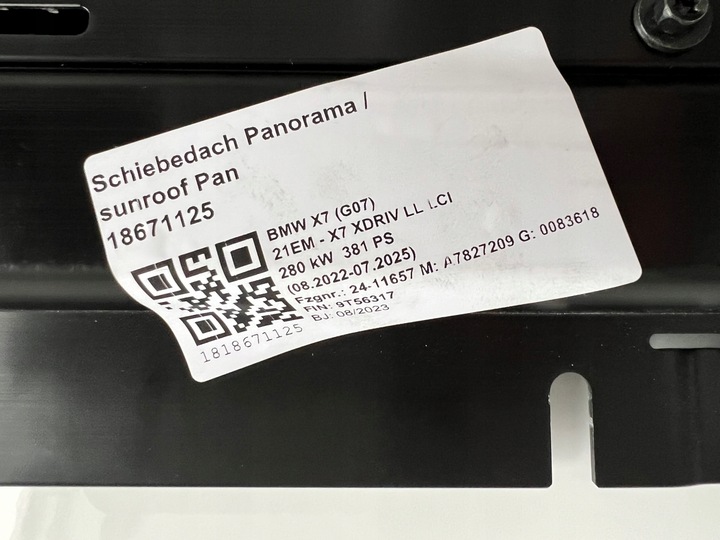 Schiebedach Panorama /
sunroof Pan
18671125
BMW X7 (G07)
21EM - X7 XDRIV LL LCI
280 kW 381 PS
(08.2022-07.2025)
Fzgnr.: 24-11657 M: A7827209 G: 0083618
FIN: 9T56317
BJ: 08/2023
1818671125